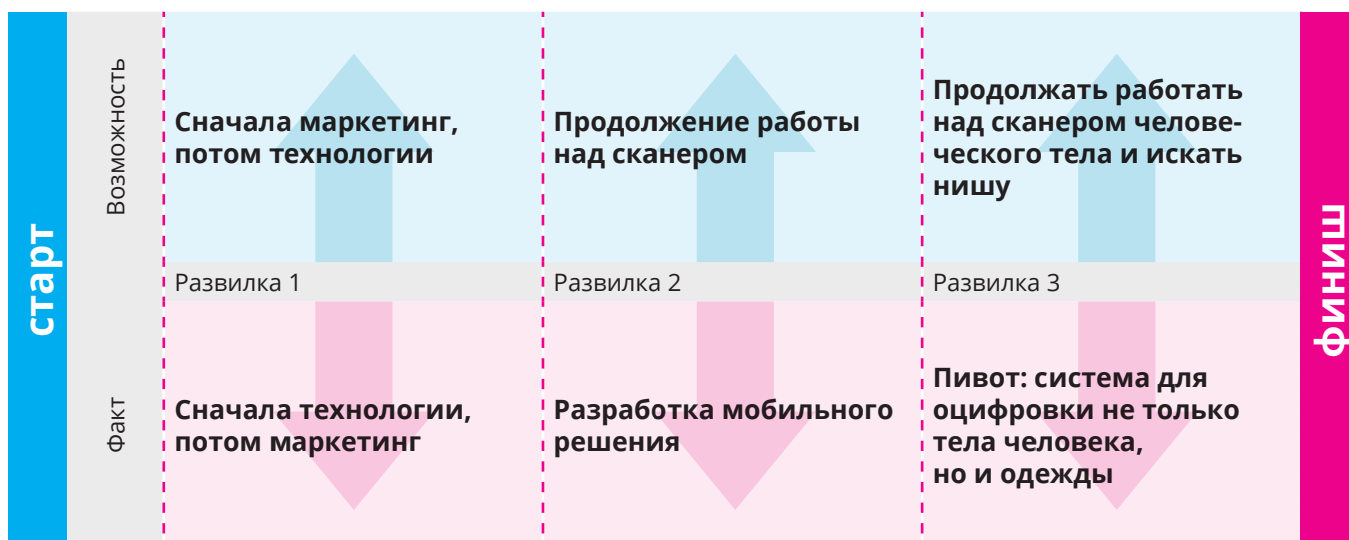 старт
Возможность
Сначала маркетинг,
потом технологии
Продолжение работы
над сканером
Продолжать работать
над сканером челове-
ческого тела и искать
нишу
Развилка 1
Развилка 2
Развилка 3
Факт
Сначала технологии,
потом маркетинг
Разработка мобильного
решения
Пивот: система для
оцифровки не только
тела человека,
но и одежды
финиш